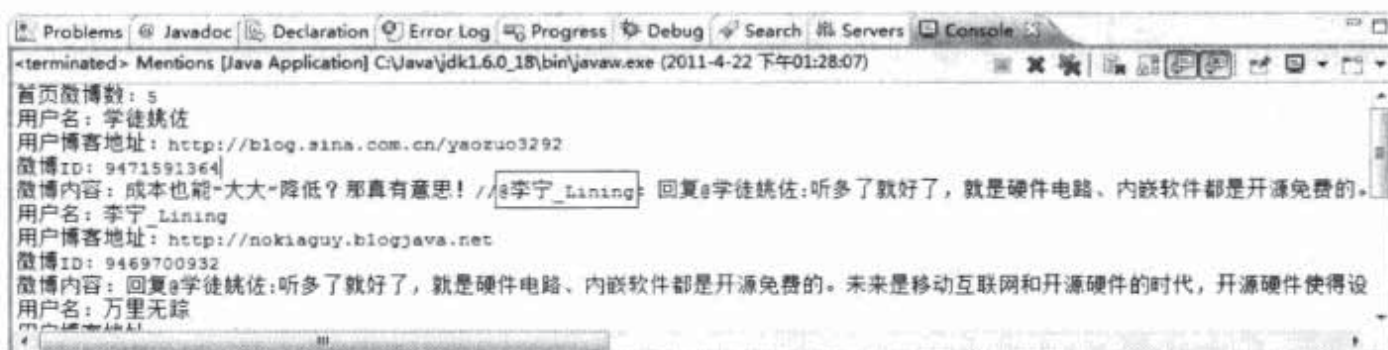 Problems @ Javadoc Declaration Error Log Progress Debug Search Servers Console
<terminated> Mentions [Java Application] C:\Java\jdk1.6.0_18\bin\javaw.exe (2011-4-22 下午01:28:07)
首页微博数: 5
用户名: 学徒姚佐
用户博客地址: http://blog.sina.com.cn/yaozuo3292
微博ID: 9471591364
微博内容: 成本也能~大大~降低?那真有意思! //@李宁_Lining: 回复@学徒姚佐:听多了就好了,就是硬件电路、内嵌软件都是开源免费的。
用户名: 李宁_Lining
用户博客地址: http://nokiaguy.blogjava.net
微博ID: 9469700932
微博内容: 回复@学徒姚佐:听多了就好了,就是硬件电路、内嵌软件都是开源免费的。未来是移动互联网和开源硬件的时代,开源硬件使得设
用户名: 万里无踪